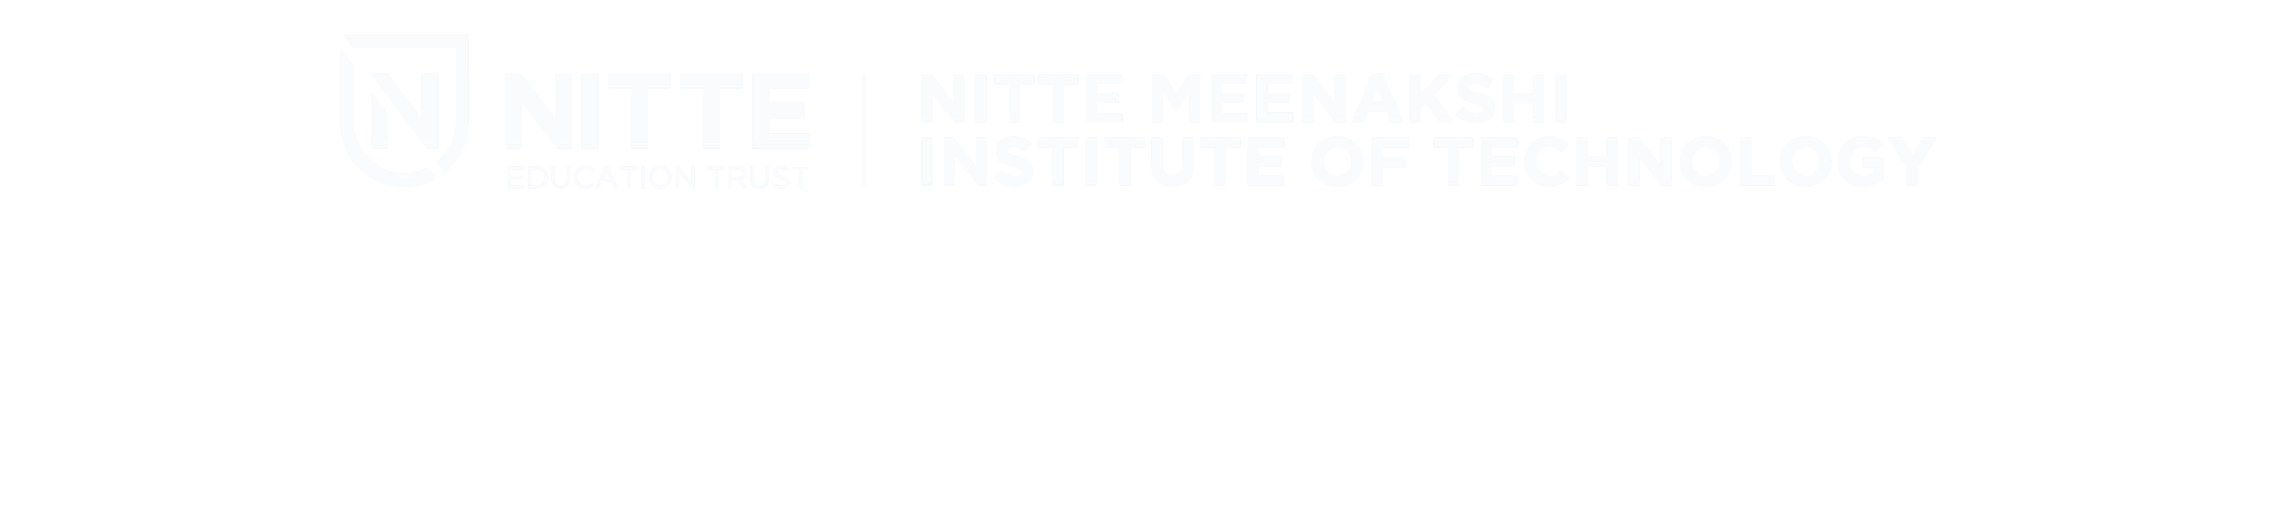 N NITTE
EDUCATION TRUST
NITTE MEENAKSHI
INSTITUTE OF TECHNOLOGY